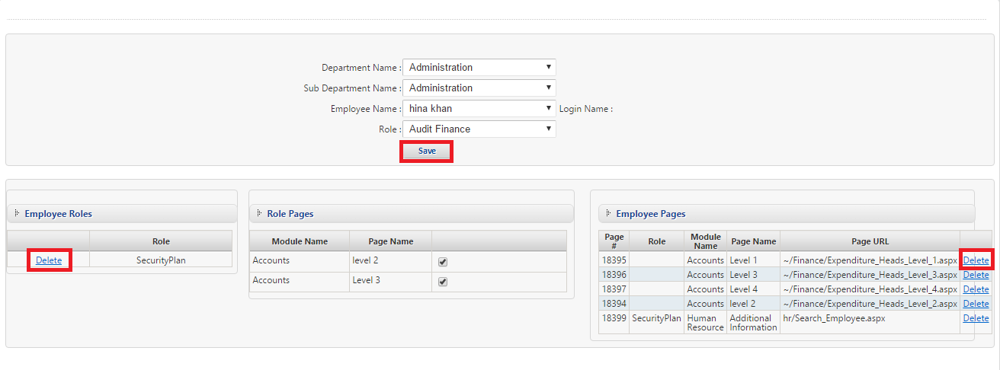 Department Name : Administration
Sub Department Name : Administration
Employee Name : hina khan Login Name :
Role : Audit Finance
Save
Employee Roles
Role
Delete SecurityPlan
Role Pages
Module Name Page Name
Accounts level 2
Accounts Level 3
Employee Pages
Page # Role Module Name Page Name Page URL
18395 Accounts Level 1 ~/Finance/Expenditure_Heads_Level_1.aspx Delete
18396 Accounts Level 3 ~/Finance/Expenditure_Heads_Level_3.aspx Delete
18397 Accounts Level 4 ~/Finance/Expenditure_Heads_Level_4.aspx Delete
18394 Accounts level 2 ~/Finance/Expenditure_Heads_Level_2.aspx Delete
18399 SecurityPlan Human Resource Additional Information hr/Search_Employee.aspx Delete